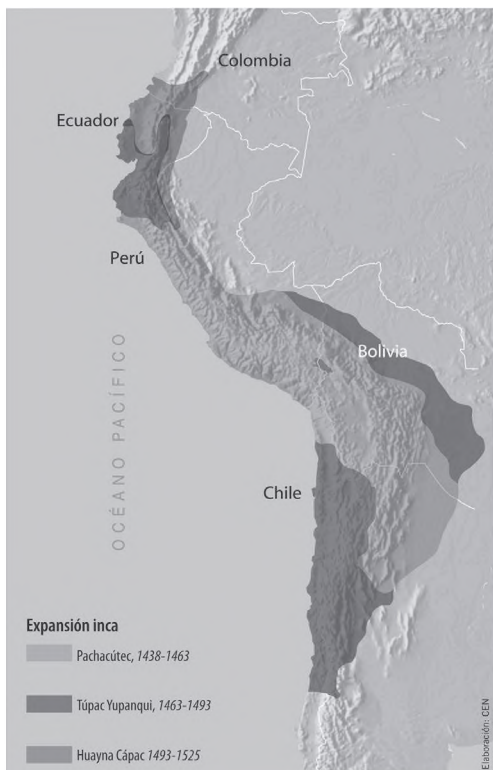 Colombia
Ecuador
Perú
Bolivia
OCÉANO PACÍFICO
Chile
Expansión inca
Pachacútec, 1438-1463
Túpac Yupanqui, 1463-1493
Huayna Cápac 1493-1525
Elaboración: CEN